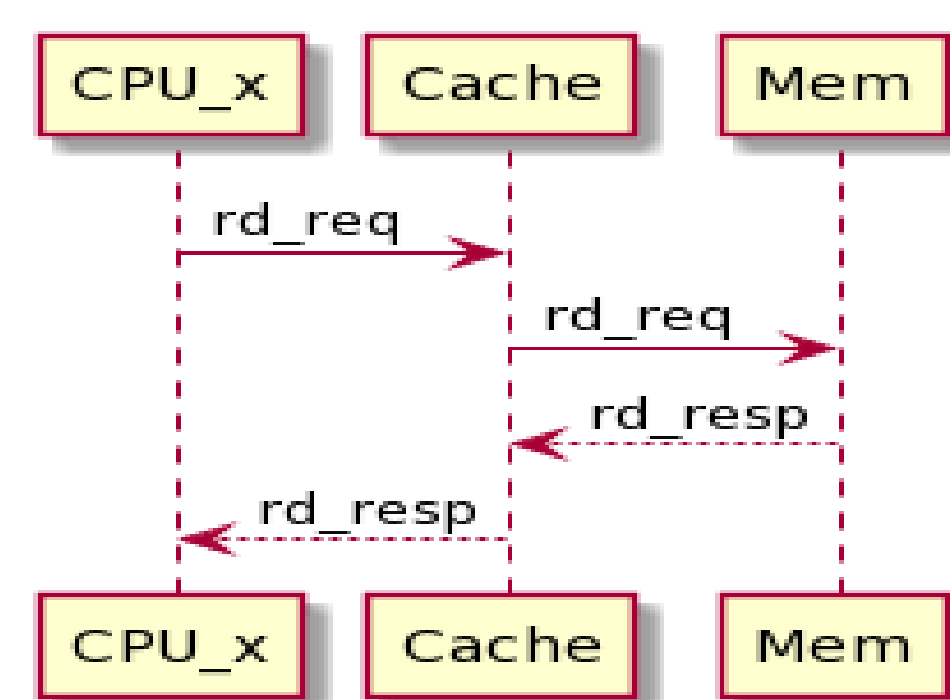 CPU_x Cache Mem
rd_req
rd_req
rd_resp
rd_resp
CPU_x Cache Mem